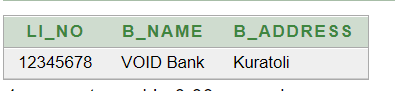 LI_NO B_NAME B_ADDRESS
12345678 VOID Bank Kuratoli